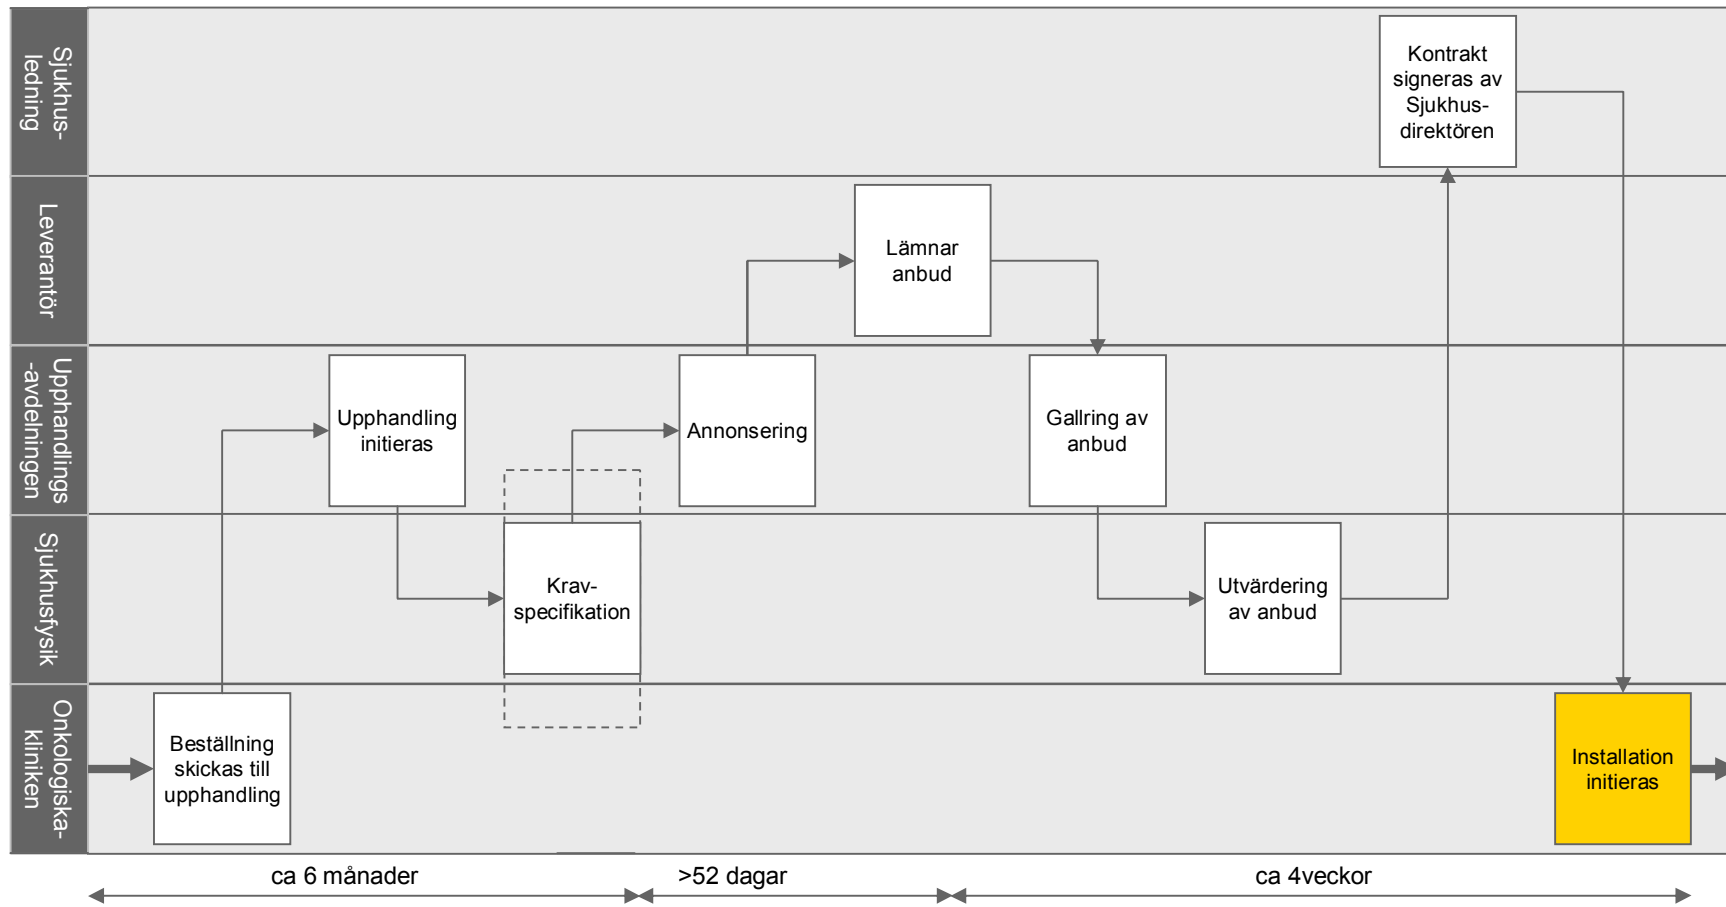 Sjukhus-
ledning
Kontrakt
signeras av
Sjukhus-
direktören
Leverantör
Lämnar
anbud
Upphandlings
-avdelningen
Upphandling
initieras
Annonsering
Gallring av
anbud
Sjukhusfysik
Krav-
specifikation
Utvärdering
av anbud
Onkologiska-
kliniken
Beställning
skickas till
upphandling
Installation
initieras
ca 6 månader
>52 dagar
ca 4veckor